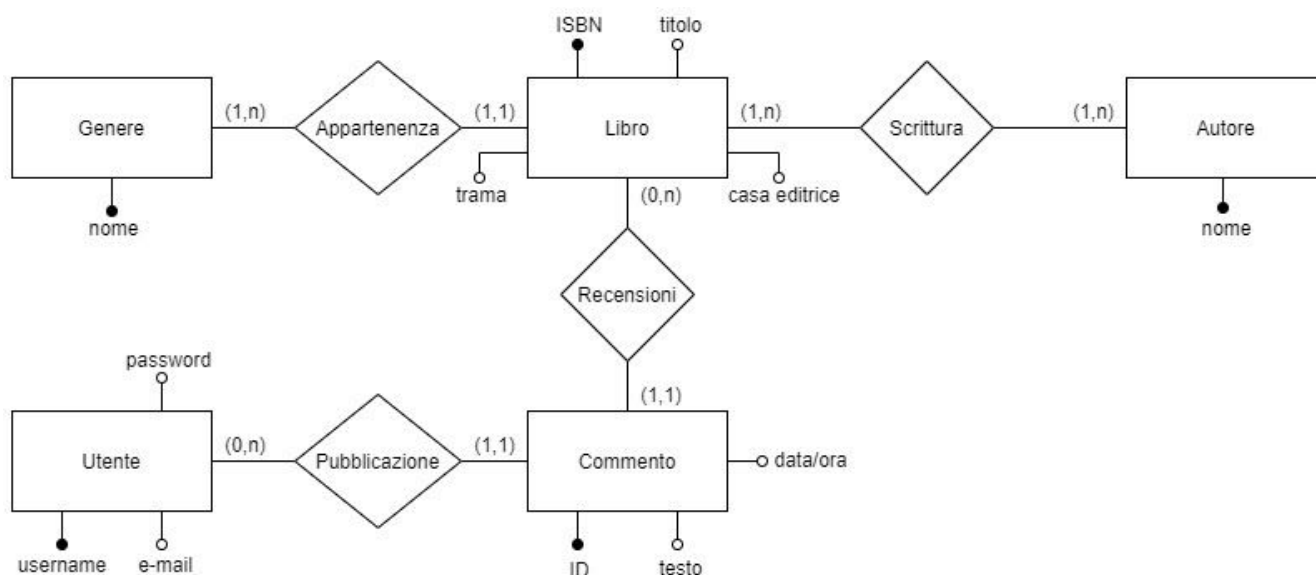 ISBN
titolo
Genere
(1,n)
Appartenenza
(1,1)
Libro
(1,n)
Scrittura
(1,n)
Autore
trama
(0,n)
casa editrice
nome
nome
Recensioni
password
(1,1)
Utente
(0,n)
Pubblicazione
(1,1)
Commento
data/ora
username
e-mail
ID
testo